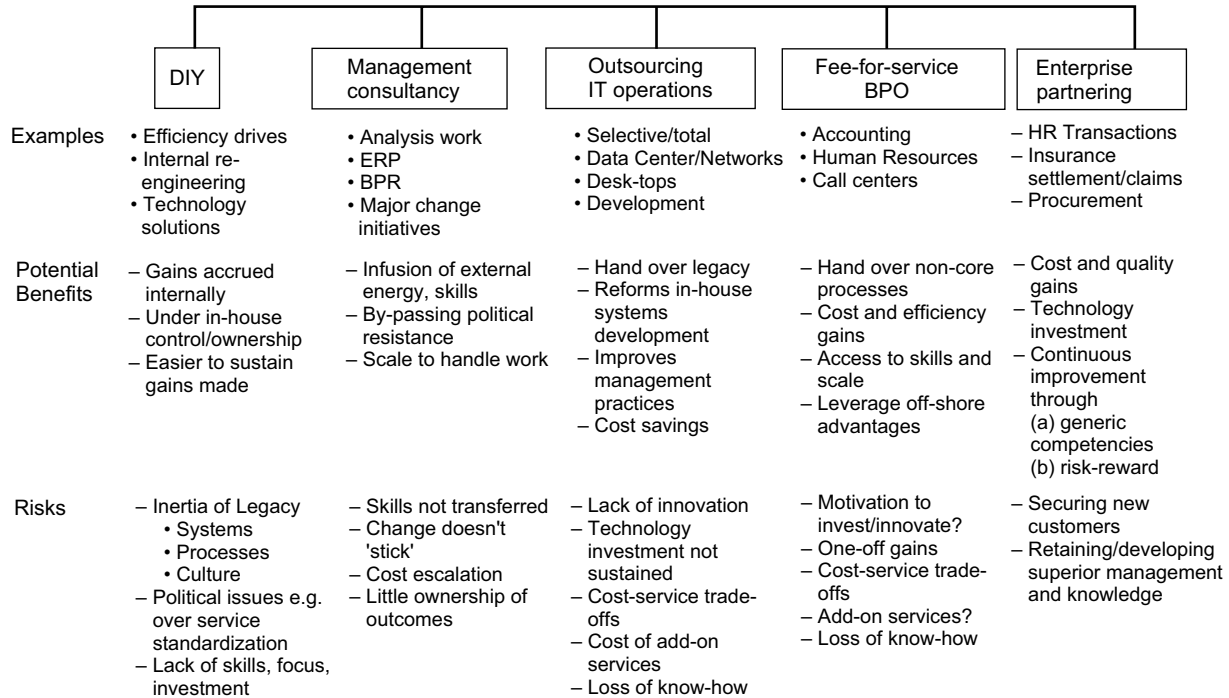 DIY
Management
consultancy
Outsourcing
IT operations
Fee-for-service
BPO
Enterprise
partnering
Examples
• Efficiency drives
• Internal re-
engineering
• Technology
solutions
• Analysis work
• ERP
• BPR
• Major change
initiatives
• Selective/total
• Data Center/Networks
• Desk-tops
• Development
• Accounting
• Human Resources
• Call centers
– HR Transactions
– Insurance
settlement/claims
– Procurement
Potential
Benefits
– Gains accrued
internally
– Under in-house
control/ownership
– Easier to sustain
gains made
– Infusion of external
energy, skills
– By-passing political
resistance
– Scale to handle work
– Hand over legacy
– Reforms in-house
systems
development
– Improves
management
practices
– Cost savings
– Hand over non-core
processes
– Cost and efficiency
gains
– Access to skills and
scale
– Leverage off-shore
advantages
– Cost and quality
gains
– Technology
investment
– Continuous
improvement
through
(a) generic
competencies
(b) risk-reward
Risks
– Inertia of Legacy
• Systems
• Processes
• Culture
– Political issues e.g.
over service
standardization
– Lack of skills, focus,
investment
– Skills not transferred
– Change doesn't
'stick'
– Cost escalation
– Little ownership of
outcomes
– Lack of innovation
– Technology
investment not
sustained
– Cost-service trade-
offs
– Cost of add-on
services
– Loss of know-how
– Motivation to
invest/innovate?
– One-off gains
– Cost-service trade-
offs
– Add-on services?
– Loss of know-how
– Securing new
customers
– Retaining/developing
superior management
and knowledge